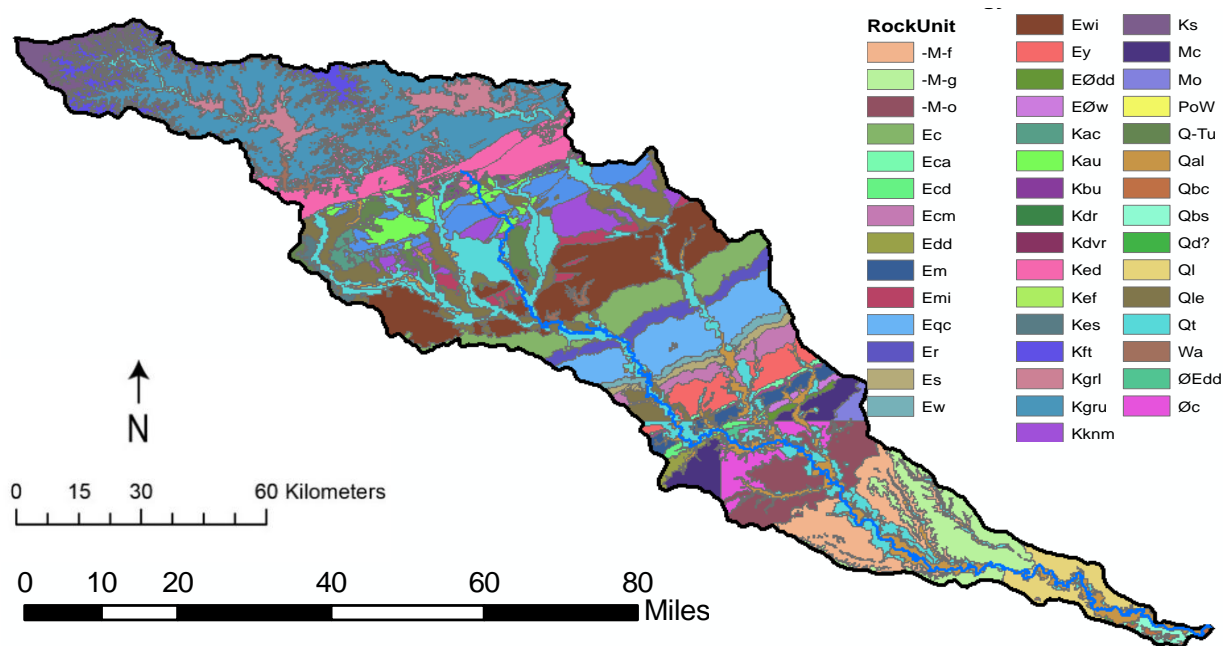 RockUnit
-M-f
-M-g
-M-o
Ec
Eca
Ecd
Ecm
Edd
Em
Emi
Eqc
Er
Es
Ew
Ewi
Ey
EØdd
EØw
Kac
Kau
Kbu
Kdr
Kdvr
Ked
Kef
Kes
Kft
Kgrl
Kgru
Kknm
Ks
Mc
Mo
PoW
Q-Tu
Qal
Qbc
Qbs
Qd?
Ql
Qle
Qt
Wa
ØEdd
Øc
N
0 15 30 60 Kilometers
0 10 20 40 60 80
Miles